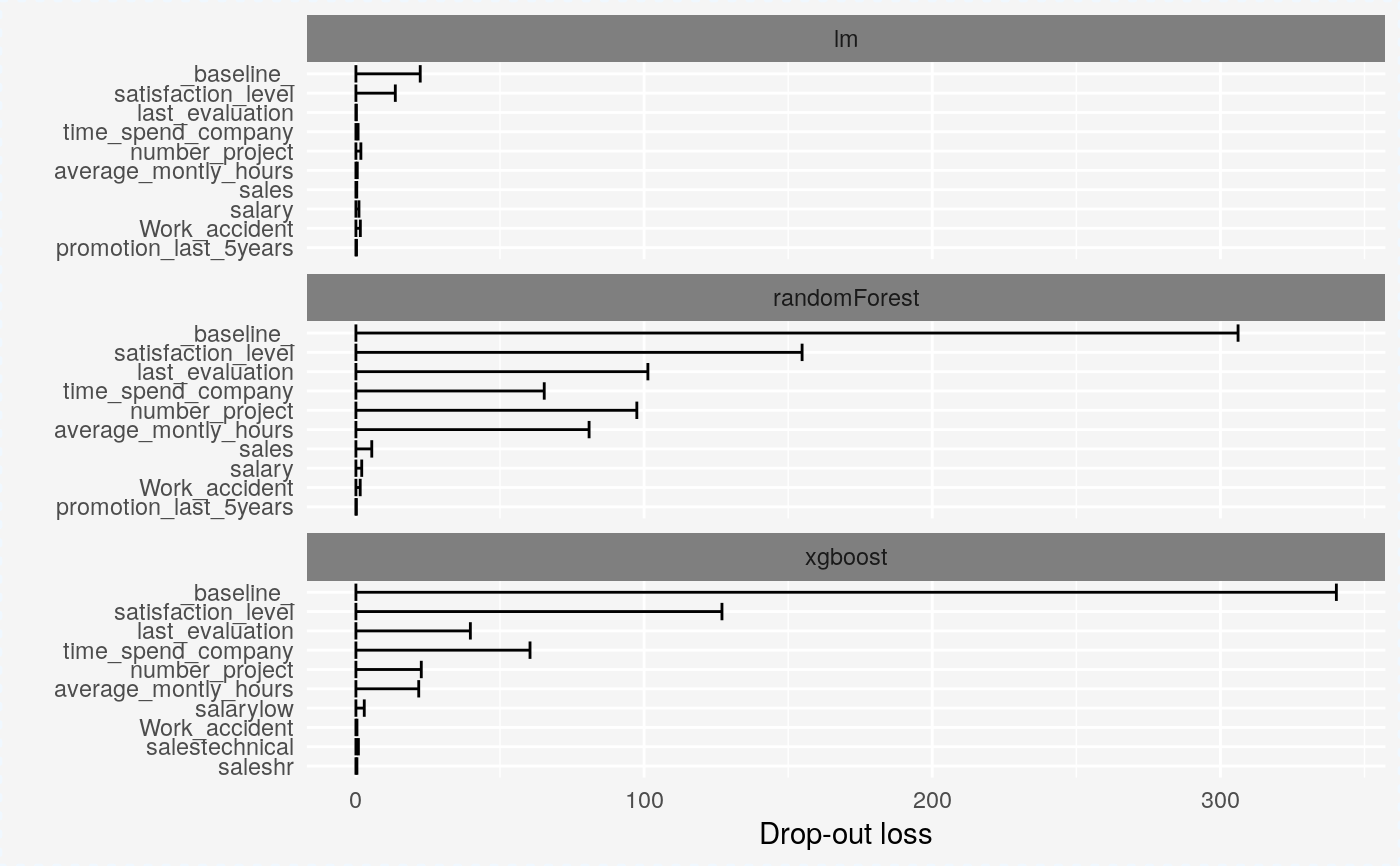 lm
_baseline_
satisfaction_level
last_evaluation
time_spend_company
number_project
average_montly_hours
sales
salary
Work_accident
promotion_last_5years
randomForest
_baseline_
satisfaction_level
last_evaluation
time_spend_company
number_project
average_montly_hours
sales
salary
Work_accident
promotion_last_5years
xgboost
_baseline_
satisfaction_level
last_evaluation
time_spend_company
number_project
average_montly_hours
salarylow
Work_accident
salestechnical
saleshr
0 100 200 300
Drop-out loss